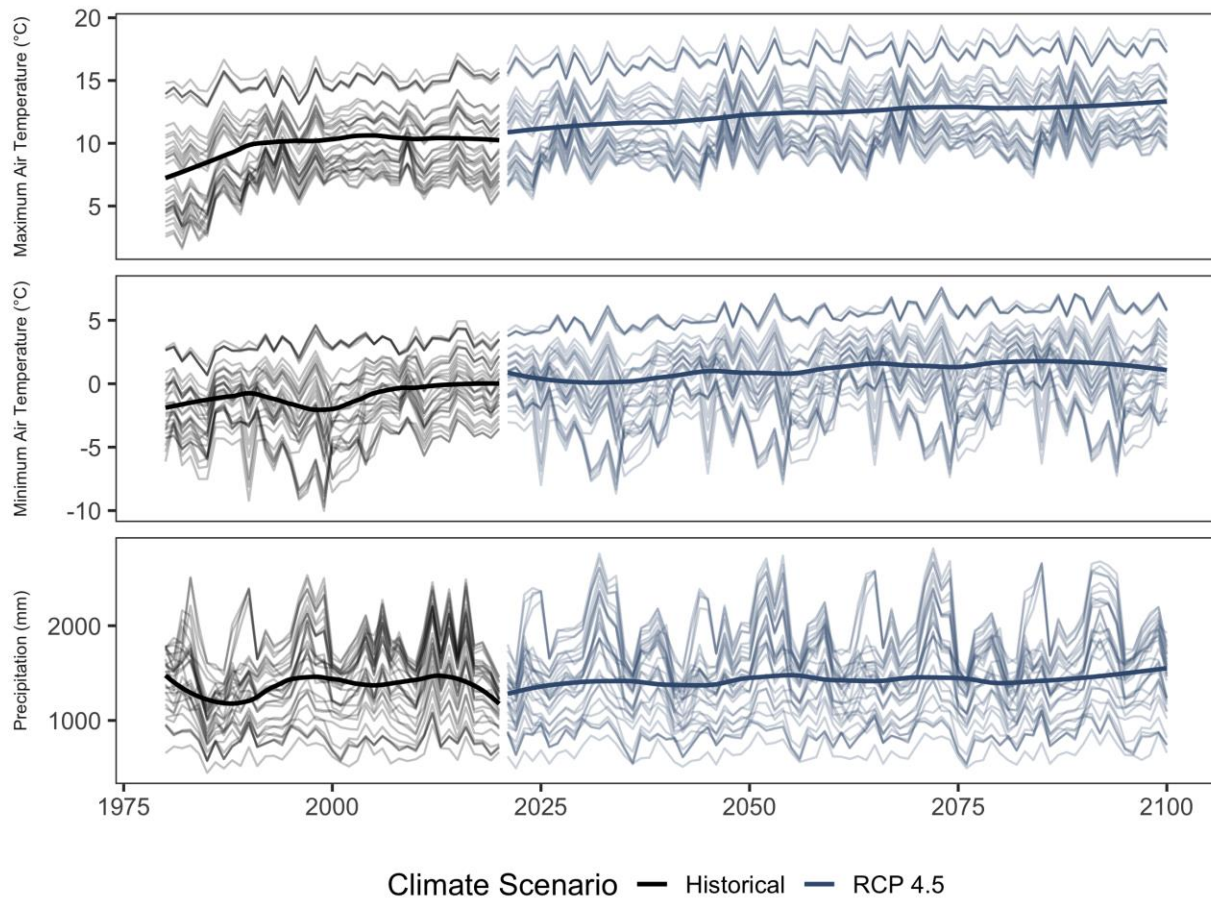 Maximum Air Temperature (°C)
20
15
10
5
Minimum Air Temperature (°C)
5
0
-5
-10
Precipitation (mm)
2000
1000
1975 2000 2025 2050 2075 2100
Climate Scenario Historical RCP 4.5